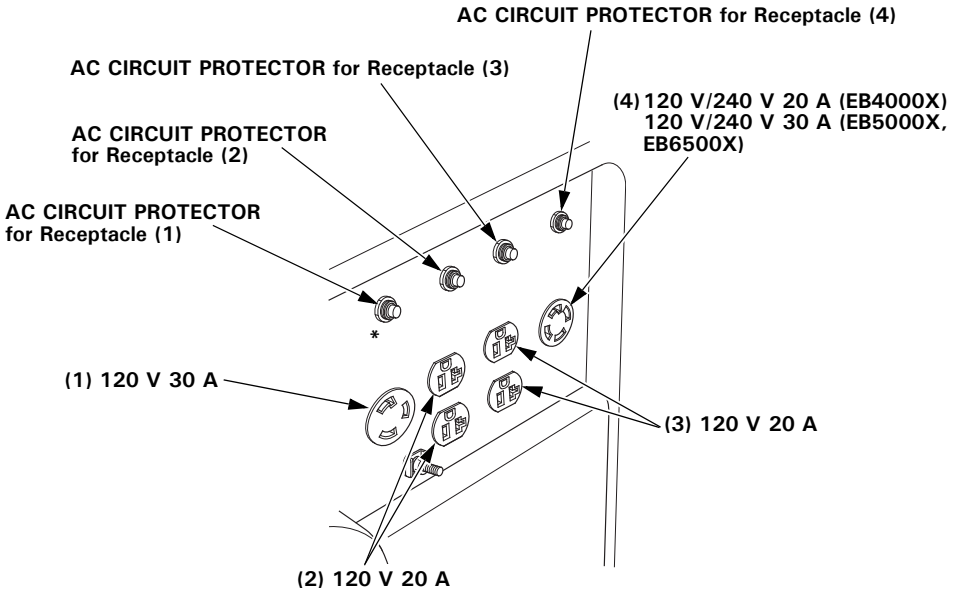 AC CIRCUIT PROTECTOR for Receptacle (4)
AC CIRCUIT PROTECTOR for Receptacle (3)
(4) 120 V/240 V 20 A (EB4000X)
120 V/240 V 30 A (EB5000X,
EB6500X)
AC CIRCUIT PROTECTOR
for Receptacle (2)
AC CIRCUIT PROTECTOR
for Receptacle (1)
*
(1) 120 V 30 A
(3) 120 V 20 A
(2) 120 V 20 A